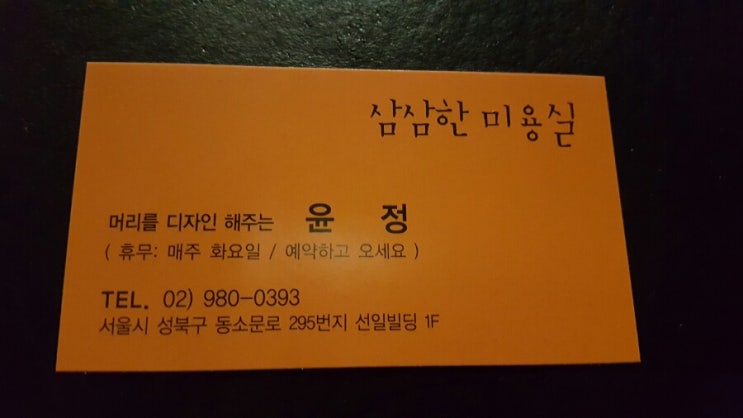 삼삼한 미용실
머리를 디자인 해주는 윤 정
( 휴무: 매주 화요일 / 예약하고 오세요 )
TEL. 02) 980-0393
서울시 성북구 동소문로 295번지 선일빌딩 1F